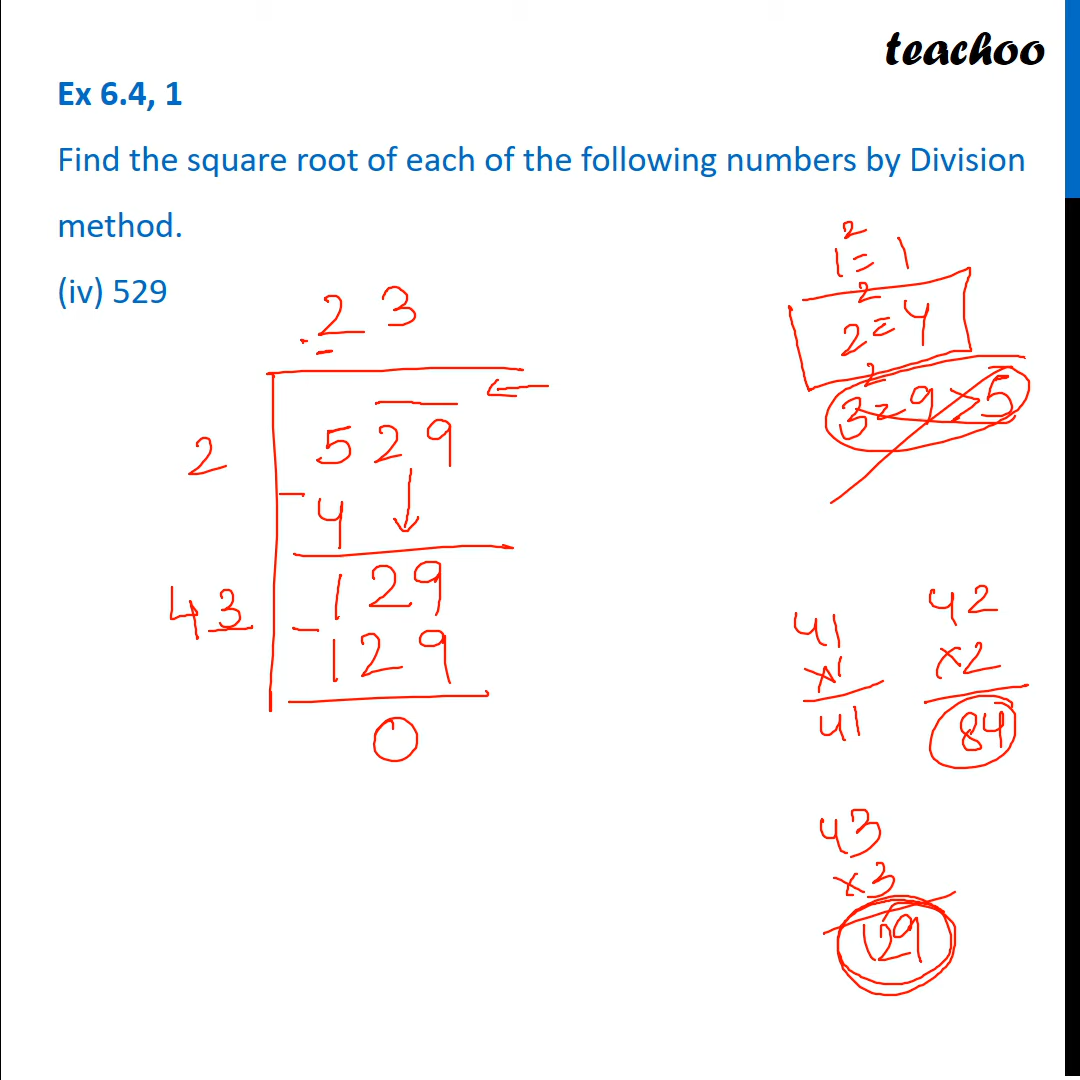 teachoo
Ex 6.4, 1
Find the square root of each of the following numbers by Division
method.
(iv) 529
2 3
2 529
- 4
43 129
- 129
0
1² = 1
2² = 4
3² = 9 > 5
41
×1
41
42
×2
84
43
×3
129